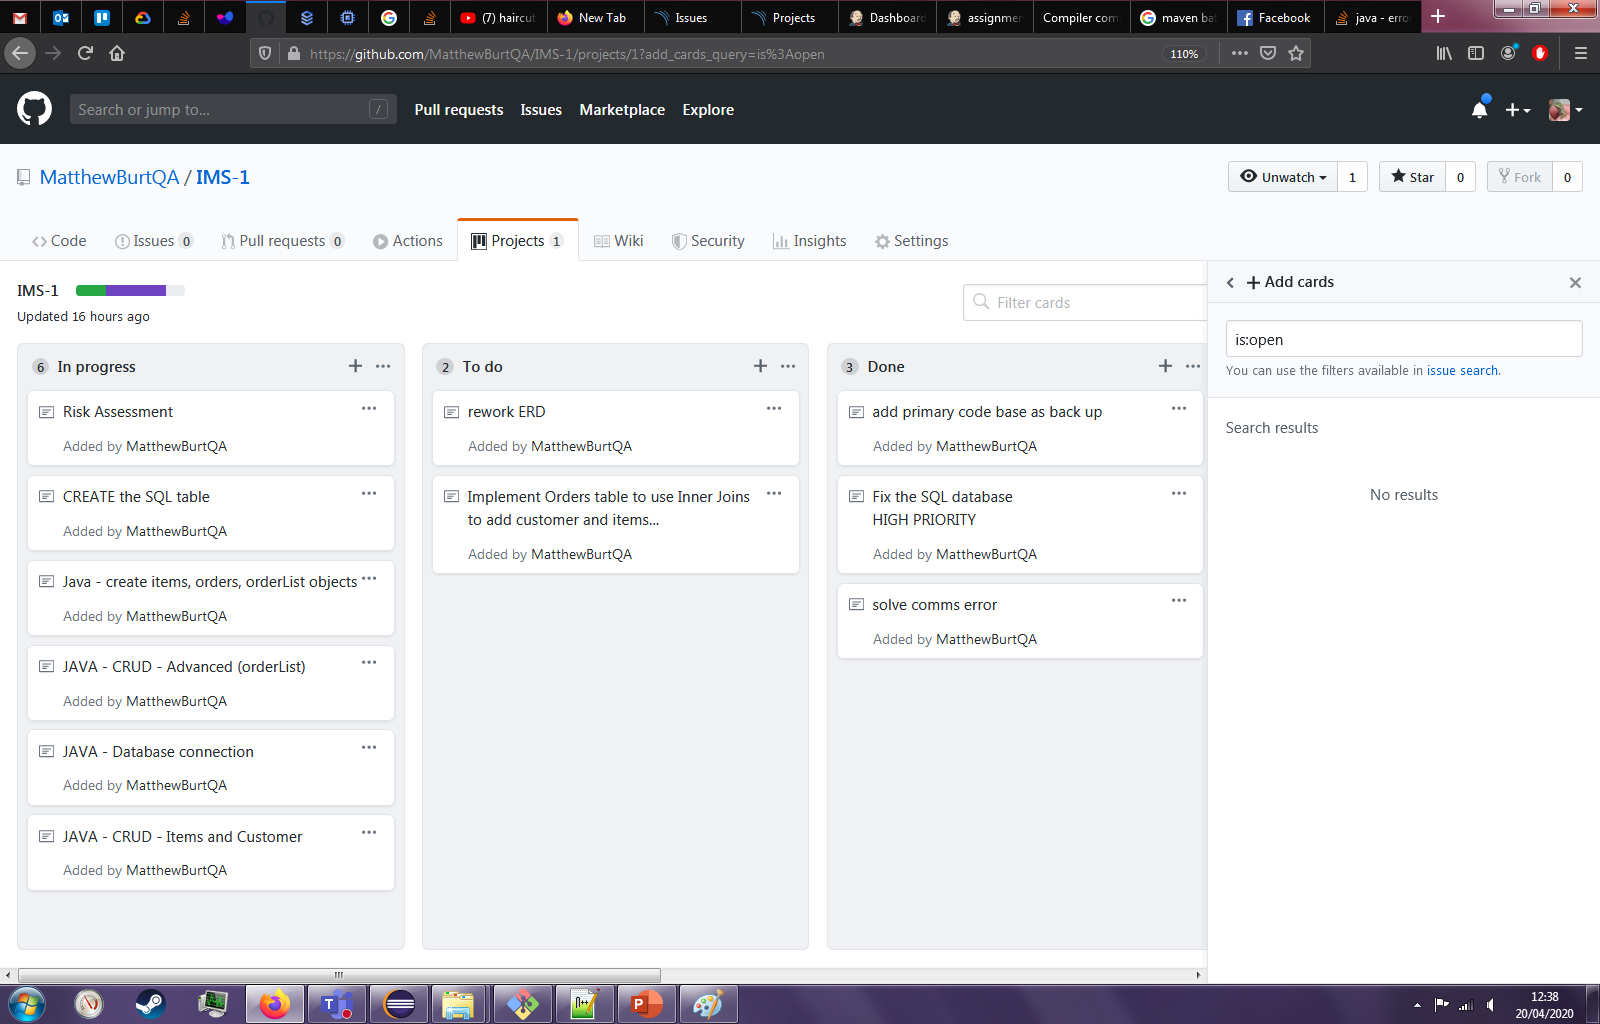 (7) haircut
New Tab
Issues
Projects
Dashboard
assignmen
Compiler com
maven ba
Facebook
java - erro
https://github.com/MatthewBurtQA/IMS-1/projects/1?add_cards_query=is%3Aopen
110%
Search or jump to...
/
Pull requests
Issues
Marketplace
Explore
MatthewBurtQA / IMS-1
Unwatch
1
Star
0
Fork
0
Code
Issues 0
Pull requests 0
Actions
Projects 1
Wiki
Security
Insights
Settings
IMS-1
Updated 16 hours ago
Filter cards
6 In progress
Risk Assessment
Added by MatthewBurtQA
CREATE the SQL table
Added by MatthewBurtQA
Java - create items, orders, orderList objects
Added by MatthewBurtQA
JAVA - CRUD - Advanced (orderList)
Added by MatthewBurtQA
JAVA - Database connection
Added by MatthewBurtQA
JAVA - CRUD - Items and Customer
Added by MatthewBurtQA
2 To do
rework ERD
Added by MatthewBurtQA
Implement Orders table to use Inner Joins
to add customer and items...
Added by MatthewBurtQA
3 Done
add primary code base as back up
Added by MatthewBurtQA
Fix the SQL database
HIGH PRIORITY
Added by MatthewBurtQA
solve comms error
Added by MatthewBurtQA
Add cards
is:open
You can use the filters available in issue search.
Search results
No results
12:38
20/04/2020